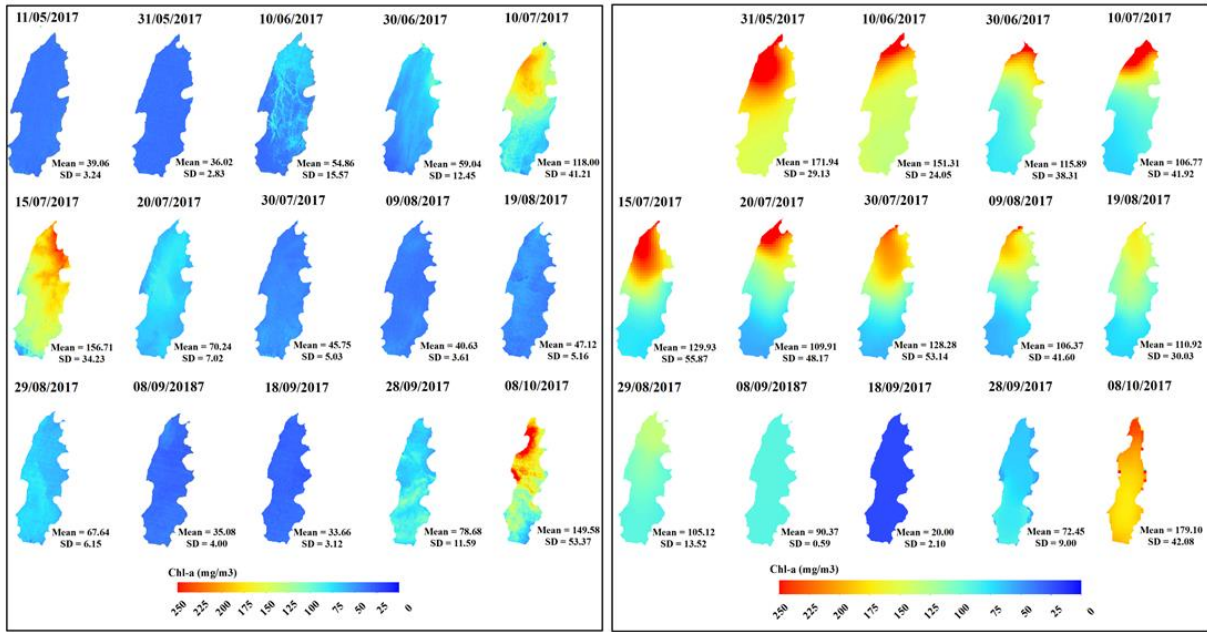 11/05/2017 31/05/2017 10/06/2017 30/06/2017 10/07/2017
Mean = 39.06 Mean = 36.02 Mean = 54.86 Mean = 59.04 Mean = 118.00
SD = 3.24 SD = 2.83 SD = 15.57 SD = 12.45 SD = 41.21
15/07/2017 20/07/2017 30/07/2017 09/08/2017 19/08/2017
Mean = 156.71 Mean = 70.24 Mean = 45.75 Mean = 40.63 Mean = 47.12
SD = 34.23 SD = 7.02 SD = 5.03 SD = 3.61 SD = 5.16
29/08/2017 08/09/20187 18/09/2017 28/09/2017 08/10/2017
Mean = 67.64 Mean = 35.08 Mean = 33.66 Mean = 78.68 Mean = 149.58
SD = 6.15 SD = 4.00 SD = 3.12 SD = 11.59 SD = 53.37
Chl-a (mg/m3)
250 225 200 175 150 125 100 75 50 25 0
31/05/2017 10/06/2017 30/06/2017 10/07/2017
Mean = 171.94 Mean = 151.31 Mean = 115.89 Mean = 106.77
SD = 29.13 SD = 24.05 SD = 38.31 SD = 41.92
15/07/2017 20/07/2017 30/07/2017 09/08/2017 19/08/2017
Mean = 129.93 Mean = 109.91 Mean = 128.28 Mean = 106.37 Mean = 110.92
SD = 55.87 SD = 48.17 SD = 53.14 SD = 41.60 SD = 30.03
29/08/2017 08/09/20187 18/09/2017 28/09/2017 08/10/2017
Mean = 105.12 Mean = 90.37 Mean = 20.00 Mean = 72.45 Mean = 179.10
SD = 13.52 SD = 0.59 SD = 2.10 SD = 9.00 SD = 42.08
Chl-a (mg/m3)
250 225 200 175 150 125 100 75 50 25 0